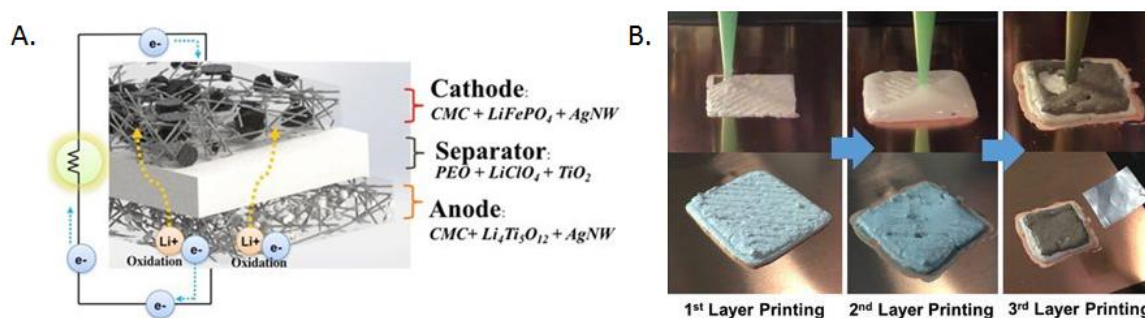 A.
e-
Cathode:
CMC + LiFePO4 + AgNW
Separator:
PEO + LiClO4 + TiO2
Anode:
CMC+ Li4Ti5O12 + AgNW
Li+
e-
Li+
e-
Oxidation
Oxidation
e-
e-
e-
B.
1st Layer Printing
2nd Layer Printing
3rd Layer Printing